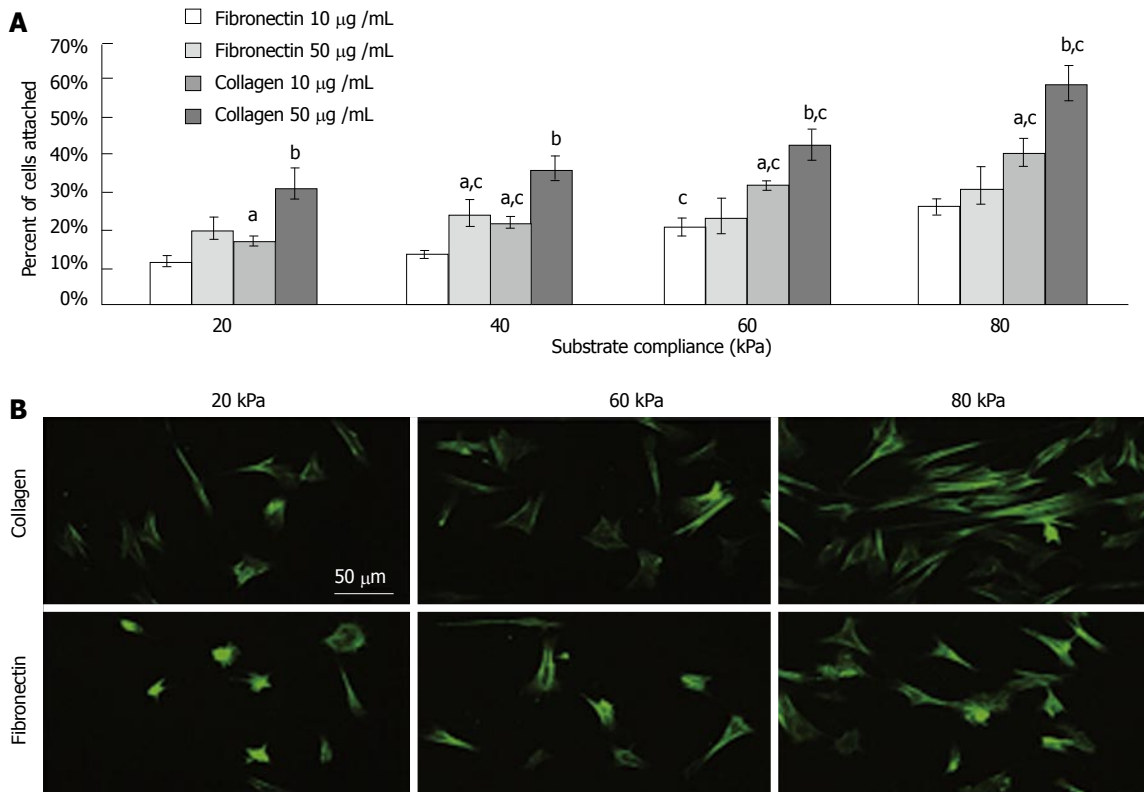 A
Fibronectin 10 μg /mL
Fibronectin 50 μg /mL
Collagen 10 μg /mL
Collagen 50 μg /mL
Percent of cells attached
70%
60%
50%
40%
30%
20%
10%
0%
b
a
a,c
a,c
b
c
a,c
b,c
a,c
b,c
20
40
60
80
Substrate compliance (kPa)
B
20 kPa
60 kPa
80 kPa
Collagen
50 μm
Fibronectin